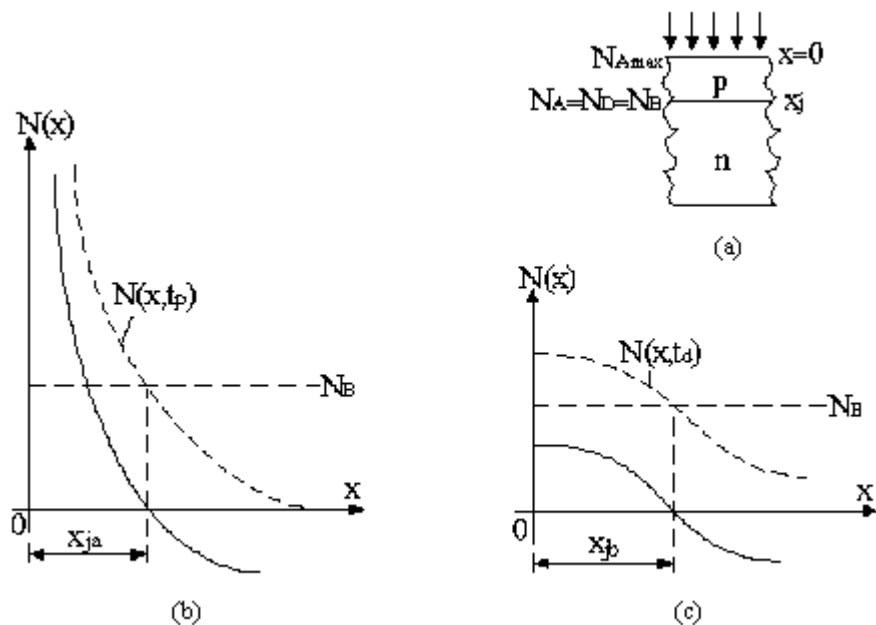 N_Amax
x=0
p
N_A=N_D=N_B
x_j
n
(a)
N(x)
N(x,t_p)
N_B
x
0
x_ja
(b)
N(x)
N(x,t_d)
N_B
x
0
x_jb
(c)